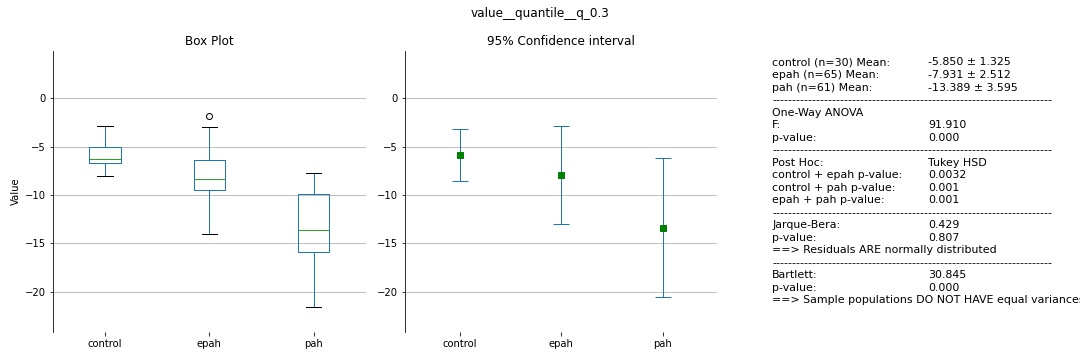 value__quantile__q_0.3
Box Plot
Value
0
−5
−10
−15
−20
control epah pah
95% Confidence interval
0
−5
−10
−15
−20
control epah pah
control (n=30) Mean: -5.850 ± 1.325
epah (n=65) Mean: -7.931 ± 2.512
pah (n=61) Mean: -13.389 ± 3.595
One-Way ANOVA
F: 91.910
p-value: 0.000
Post Hoc: Tukey HSD
control + epah p-value: 0.0032
control + pah p-value: 0.001
epah + pah p-value: 0.001
Jarque-Bera: 0.429
p-value: 0.807
==> Residuals ARE normally distributed
Bartlett: 30.845
p-value: 0.000
==> Sample populations DO NOT HAVE equal variances